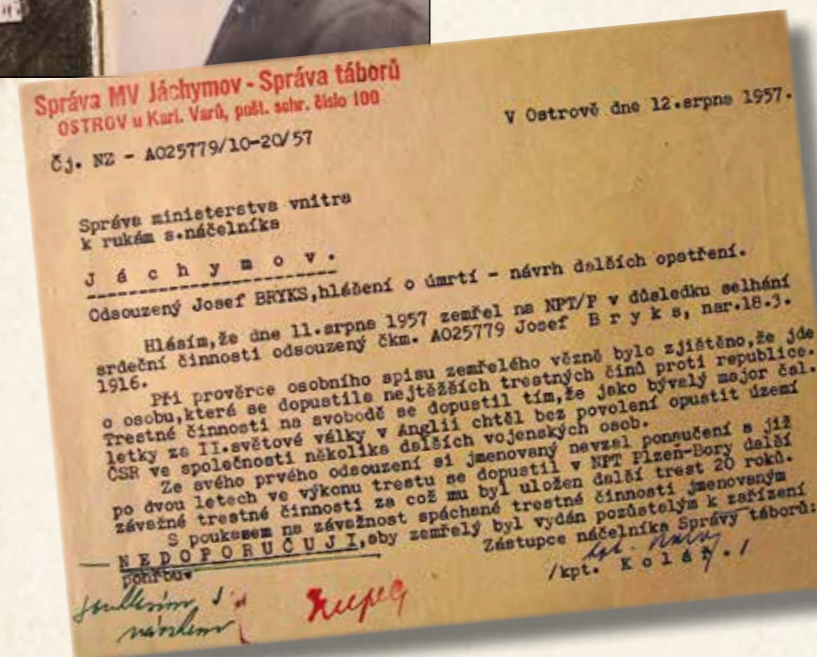 Správa MV Jáchymov - Správa táborů
OSTROV u Karl. Varů, pošt. schr. číslo 100
V Ostrově dne 12.srpna 1957.
Čj. NZ - AO25779/10-20/57
Správa ministerstva vnitra
k rukám s.náčelníka
J á c h y m o v .
Odsouzený Josef BRYKS,hlášení o úmrtí - návrh dalších opatření.
Hlásím,že dne 11.srpna 1957 zemřel na NPT/P v důsledku selhání
srdeční činnosti odsouzený čkm. AO25779 Josef B r y k s, nar.18.3.
1916.
Při prověrce osobního spisu zemřelého vězně bylo zjištěno,že jde
o osobu,která se dopustila nejtěžších trestných činů proti republice.
Trestné činnosti na svobodě se dopustil tím,že jako bývalý major čsl.
letky za II.světové války v Anglii chtěl bez povolení opustit území
ČSR ve společnosti několika dalších vojenských osob.
Ze svého prvého odsouzení si jmenovaný nevzal ponaučení a již
po dvou letech ve výkonu trestu se dopustil v NPT Plzeň-Bory další
závažné trestné činnosti za což mu byl uložen další trest 20 roků.
S poukazem na závažnost spáchané trestné činnosti jmenovaným
N E D O P O R U Č U J I,aby zemřelý byl vydán pozůstalým k zařízení
pohřbu.
Zástupce náčelníka Správy táborů:
/kpt. K o l á ř ./
Souhlasím s
návrhem